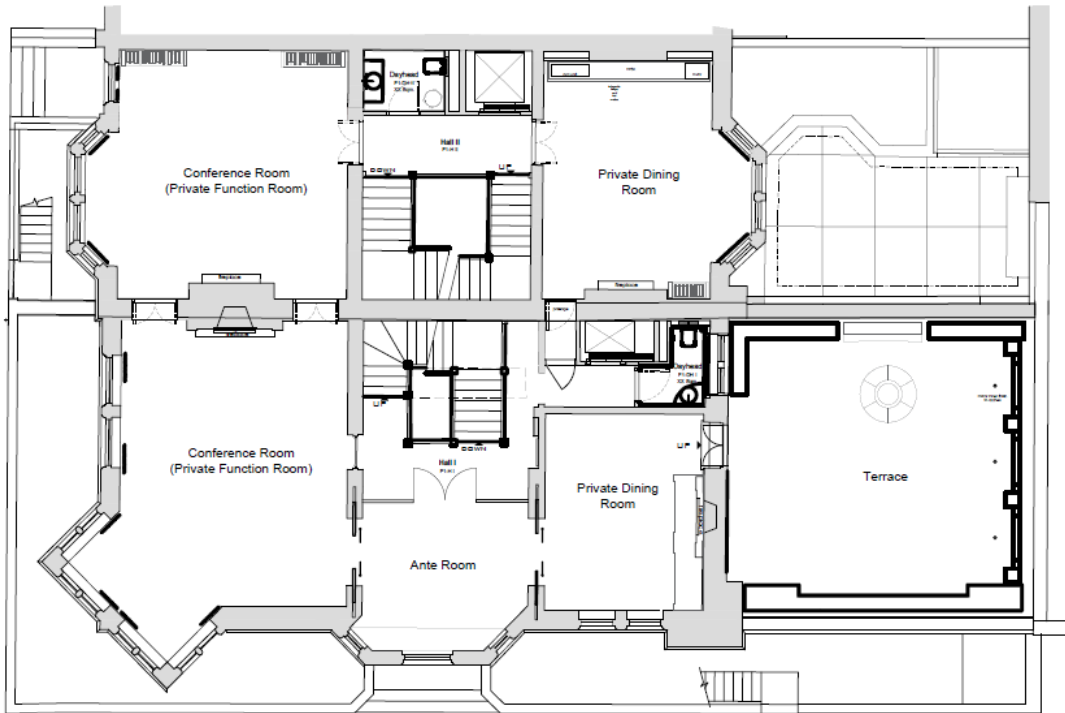 Dayhead
Hall II
DOWN
UP
Conference Room
(Private Function Room)
Private Dining
Room
Fireplace
Fireplace
Dayhead
UP
DOWN
Hall I
UP
Conference Room
(Private Function Room)
Private Dining
Room
Terrace
Ante Room